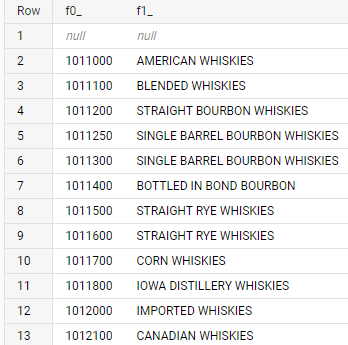 Row f0_ f1_
1 null null
2 1011000 AMERICAN WHISKIES
3 1011100 BLENDED WHISKIES
4 1011200 STRAIGHT BOURBON WHISKIES
5 1011250 SINGLE BARREL BOURBON WHISKIES
6 1011300 SINGLE BARREL BOURBON WHISKIES
7 1011400 BOTTLED IN BOND BOURBON
8 1011500 STRAIGHT RYE WHISKIES
9 1011600 STRAIGHT RYE WHISKIES
10 1011700 CORN WHISKIES
11 1011800 IOWA DISTILLERY WHISKIES
12 1012000 IMPORTED WHISKIES
13 1012100 CANADIAN WHISKIES